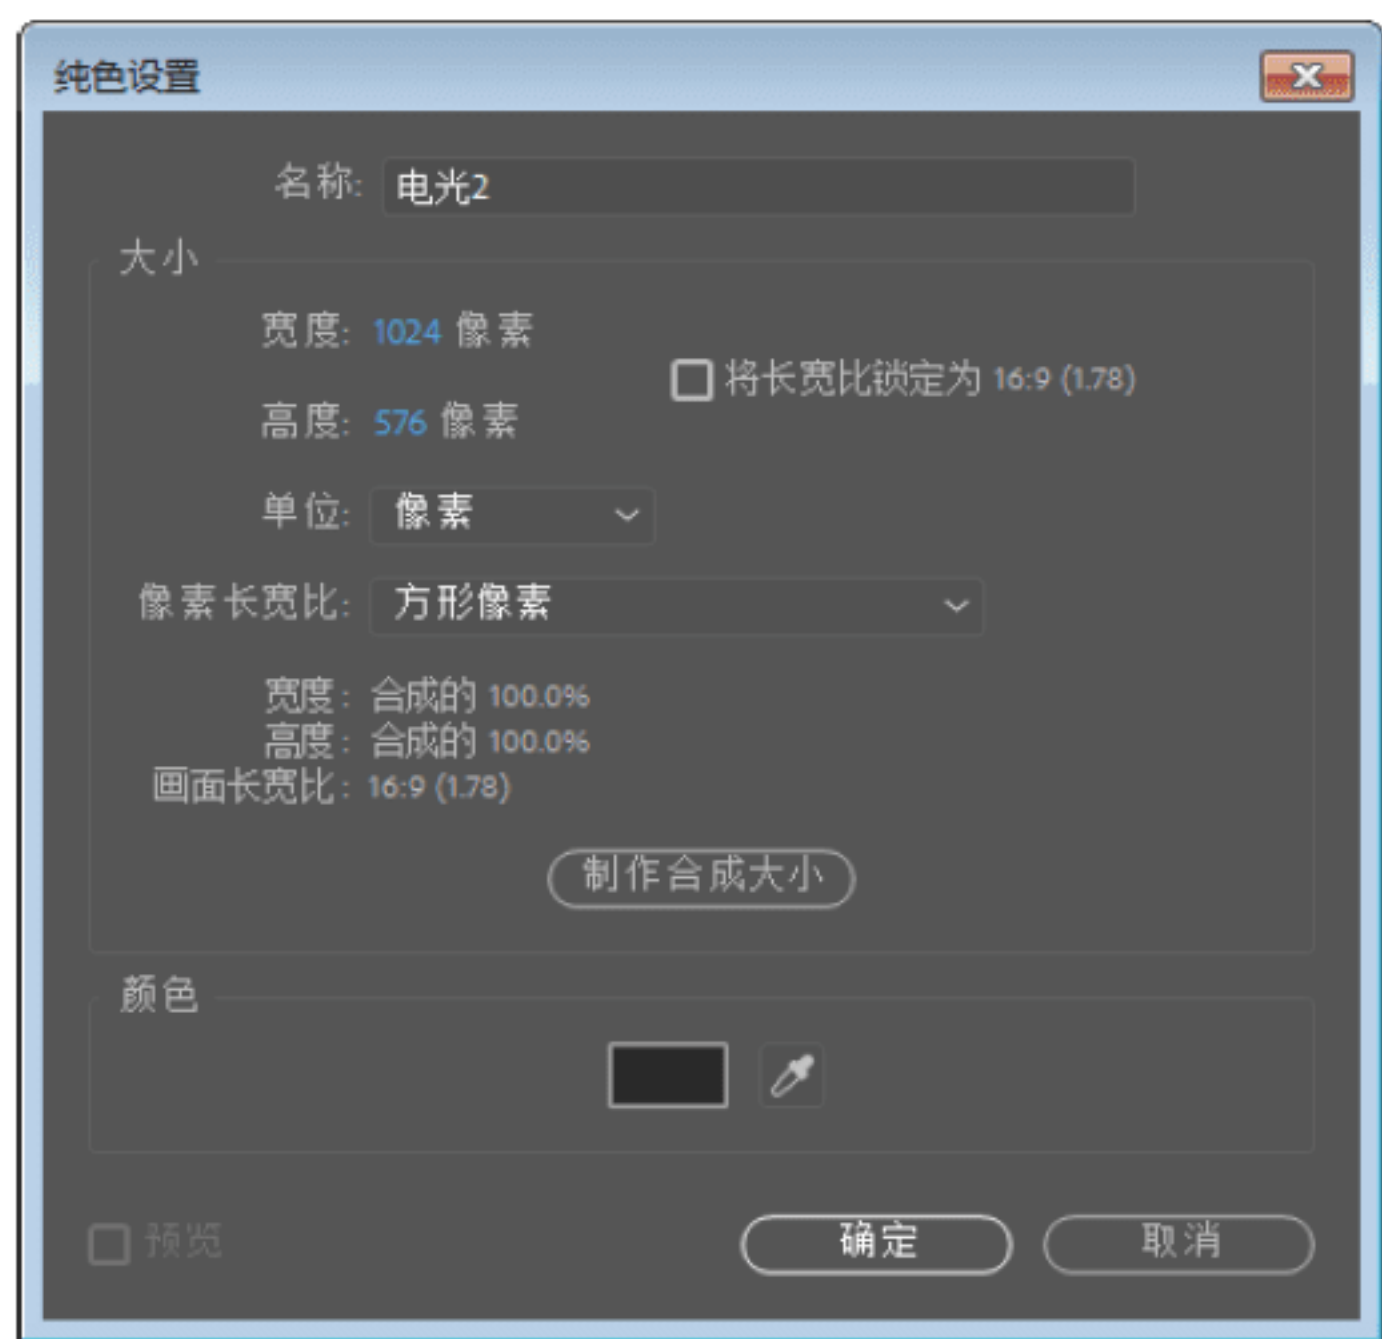 纯色设置
名称: 电光2
大小
宽度: 1024 像素
将长宽比锁定为 16:9 (1.78)
高度: 576 像素
单位: 像素
像素长宽比: 方形像素
宽度: 合成的 100.0%
高度: 合成的 100.0%
画面长宽比: 16:9 (1.78)
制作合成大小
颜色
预览
确定
取消